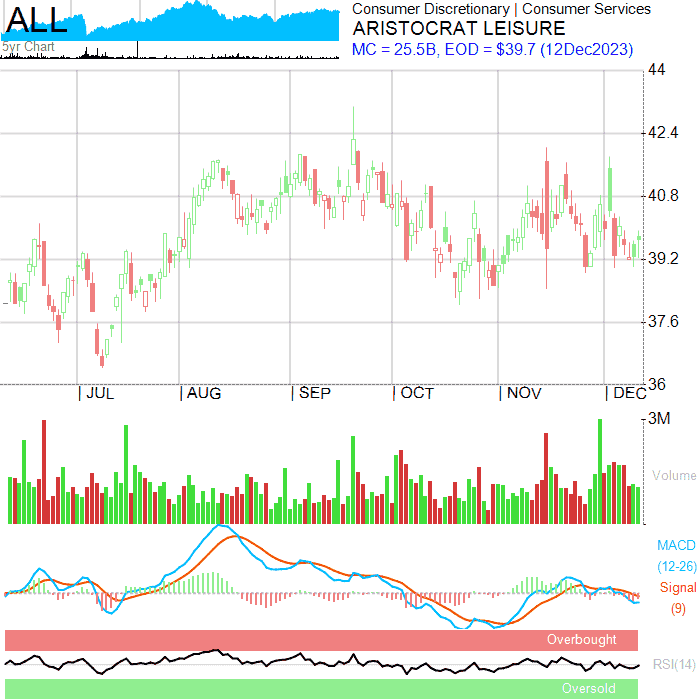 ALL
5yr Chart
Consumer Discretionary | Consumer Services
ARISTOCRAT LEISURE
MC = 25.5B, EOD = $39.7 (12Dec2023)
44
42.4
40.8
39.2
37.6
36
JUL AUG SEP OCT NOV DEC
3M
Volume
MACD
(12-26)
Signal
(9)
Overbought
RSI(14)
Oversold